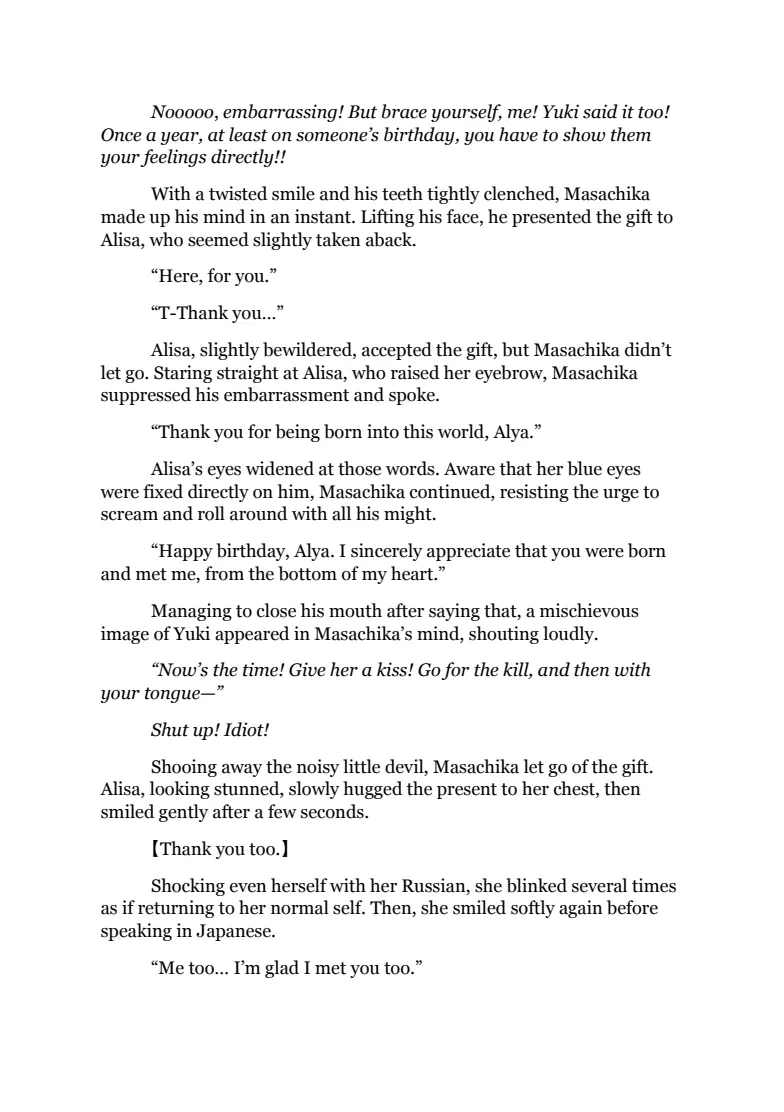 Nooooo, embarrassing! But brace yourself, me! Yuki said it too!
Once a year, at least on someone’s birthday, you have to show them
your feelings directly!!
With a twisted smile and his teeth tightly clenched, Masachika
made up his mind in an instant. Lifting his face, he presented the gift to
Alisa, who seemed slightly taken aback.
“Here, for you.”
“T-Thank you…”
Alisa, slightly bewildered, accepted the gift, but Masachika didn’t
let go. Staring straight at Alisa, who raised her eyebrow, Masachika
suppressed his embarrassment and spoke.
“Thank you for being born into this world, Alya.”
Alisa’s eyes widened at those words. Aware that her blue eyes
were fixed directly on him, Masachika continued, resisting the urge to
scream and roll around with all his might.
“Happy birthday, Alya. I sincerely appreciate that you were born
and met me, from the bottom of my heart.”
Managing to close his mouth after saying that, a mischievous
image of Yuki appeared in Masachika’s mind, shouting loudly.
“Now’s the time! Give her a kiss! Go for the kill, and then with
your tongue—”
Shut up! Idiot!
Shooing away the noisy little devil, Masachika let go of the gift.
Alisa, looking stunned, slowly hugged the present to her chest, then
smiled gently after a few seconds.
【Thank you too.】
Shocking even herself with her Russian, she blinked several times
as if returning to her normal self. Then, she smiled softly again before
speaking in Japanese.
“Me too… I’m glad I met you too.”